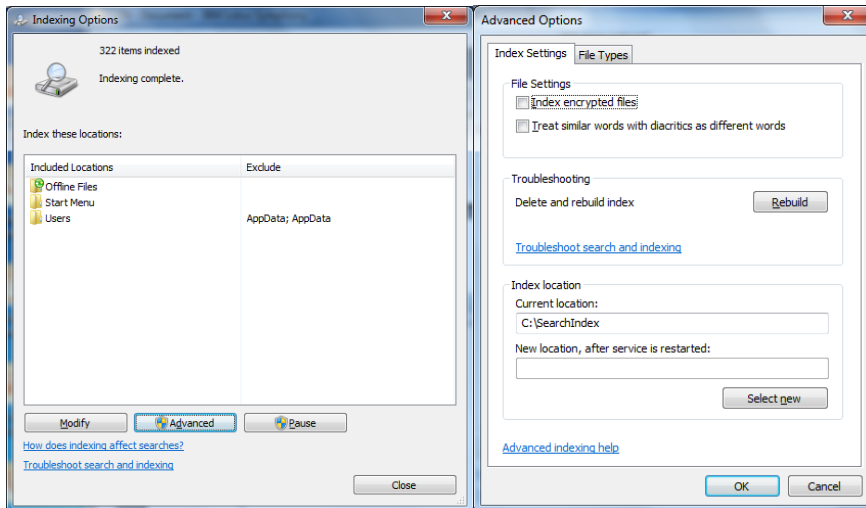 Indexing Options
322 items indexed
Indexing complete.
Index these locations:
Included Locations Exclude
Offline Files
Start Menu
Users AppData; AppData
Modify Advanced Pause
How does indexing affect searches?
Troubleshoot search and indexing
Close
Advanced Options
Index Settings File Types
File Settings
Index encrypted files
Treat similar words with diacritics as different words
Troubleshooting
Delete and rebuild index Rebuild
Troubleshoot search and indexing
Index location
Current location:
C:\SearchIndex
New location, after service is restarted:
Select new
Advanced indexing help
OK Cancel